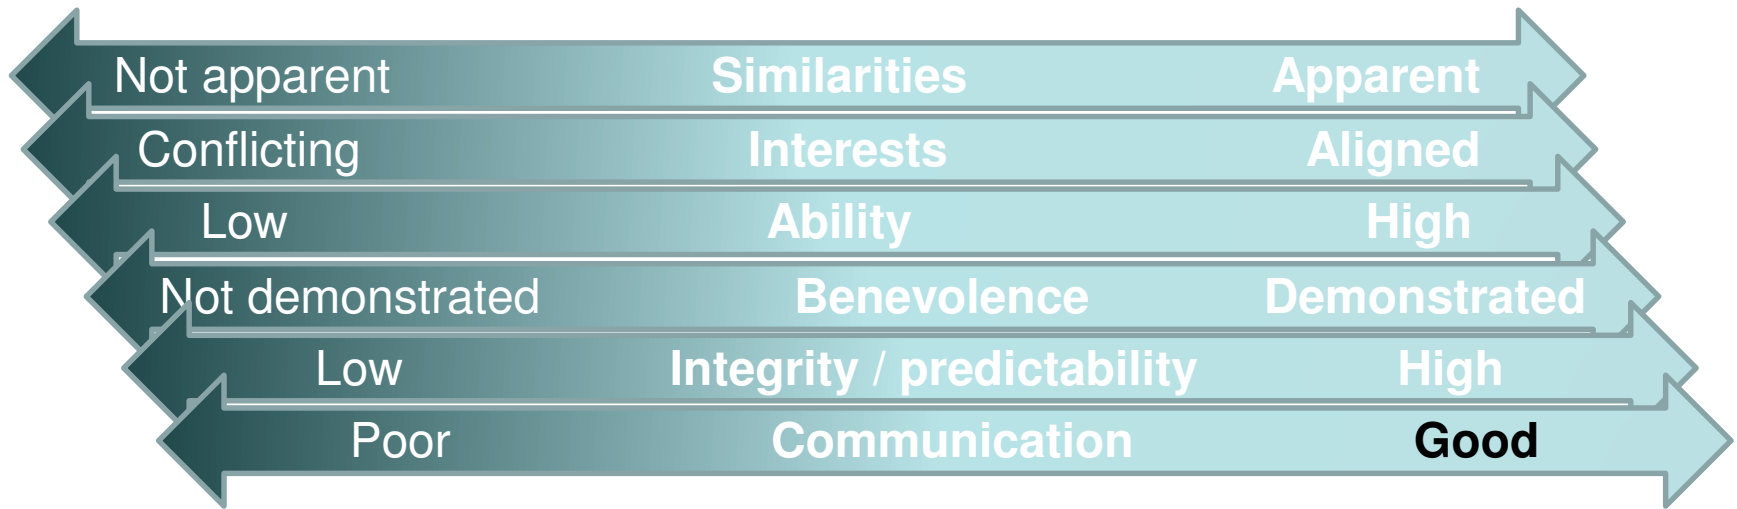 Not apparent Similarities Apparent
Conflicting Interests Aligned
Low Ability High
Not demonstrated Benevolence Demonstrated
Low Integrity / predictability High
Poor Communication Good